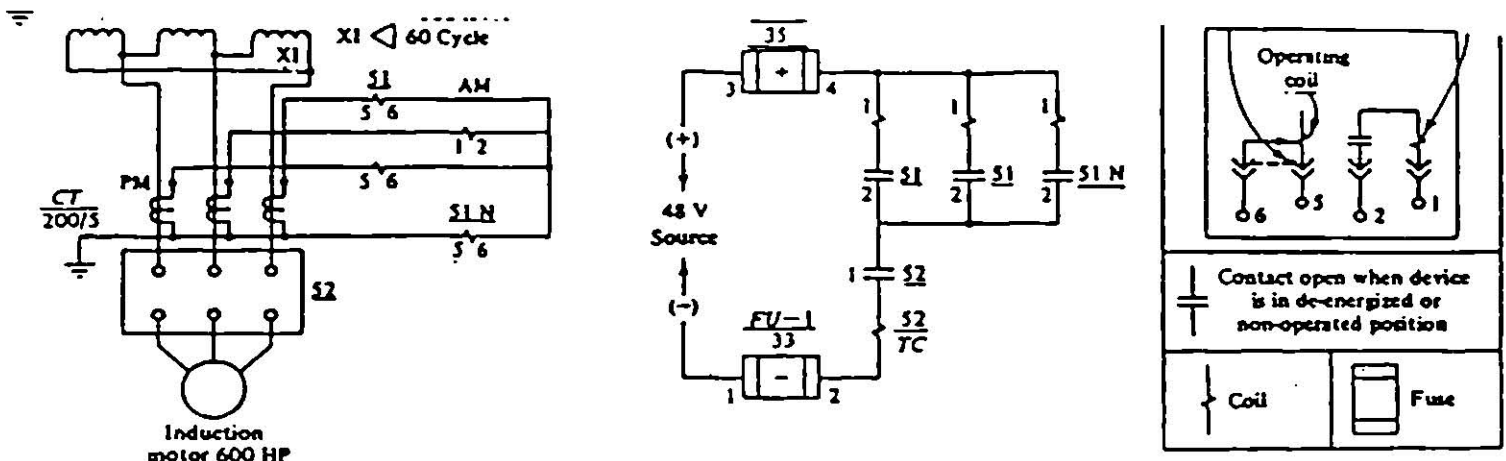 X1
X1 60 Cycle
51
5 6
AM
1 2
5 6
PM
CT
200/5
51 N
5 6
52
Induction
motor 600 HP
35
+
3
4
(+)
48 V
Source
(−)
1
51
2
1
51
2
1
51 N
2
1
52
52
TC
FU−1
33
−
1
2
Operating
coil
6
5
2
1
Contact open when device
is in de-energized or
non-operated position
Coil
Fuse